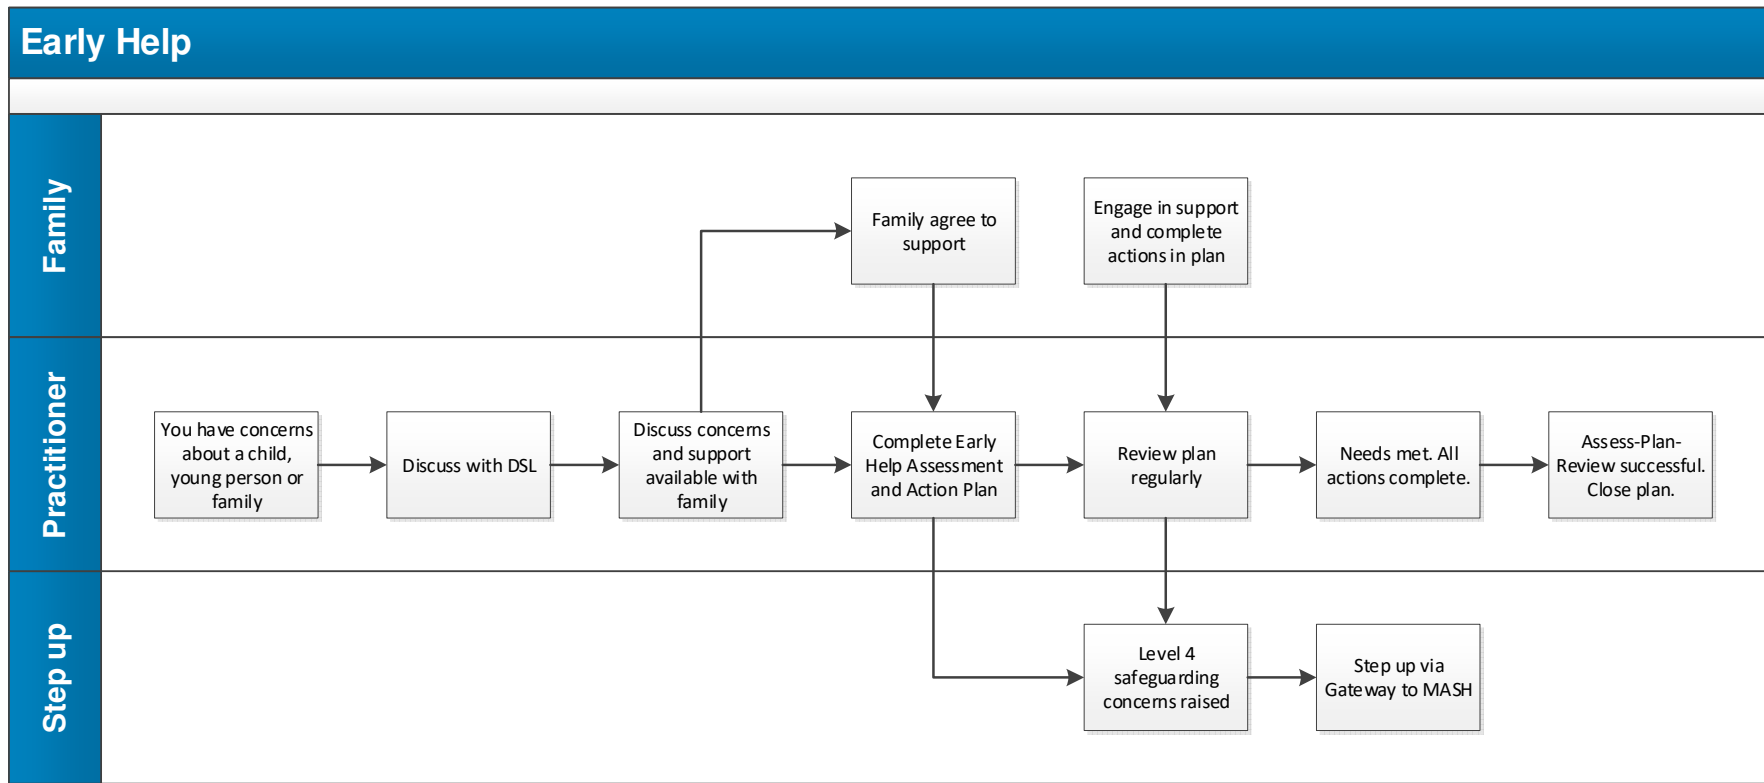 Early Help
Family
Family agree to
support
Engage in support
and complete
actions in plan
Practitioner
You have concerns
about a child,
young person or
family
Discuss with DSL
Discuss concerns
and support
available with
family
Complete Early
Help Assessment
and Action Plan
Review plan
regularly
Needs met. All
actions complete.
Assess-Plan-
Review successful.
Close plan.
Step up
Level 4
safeguarding
concerns raised
Step up via
Gateway to MASH